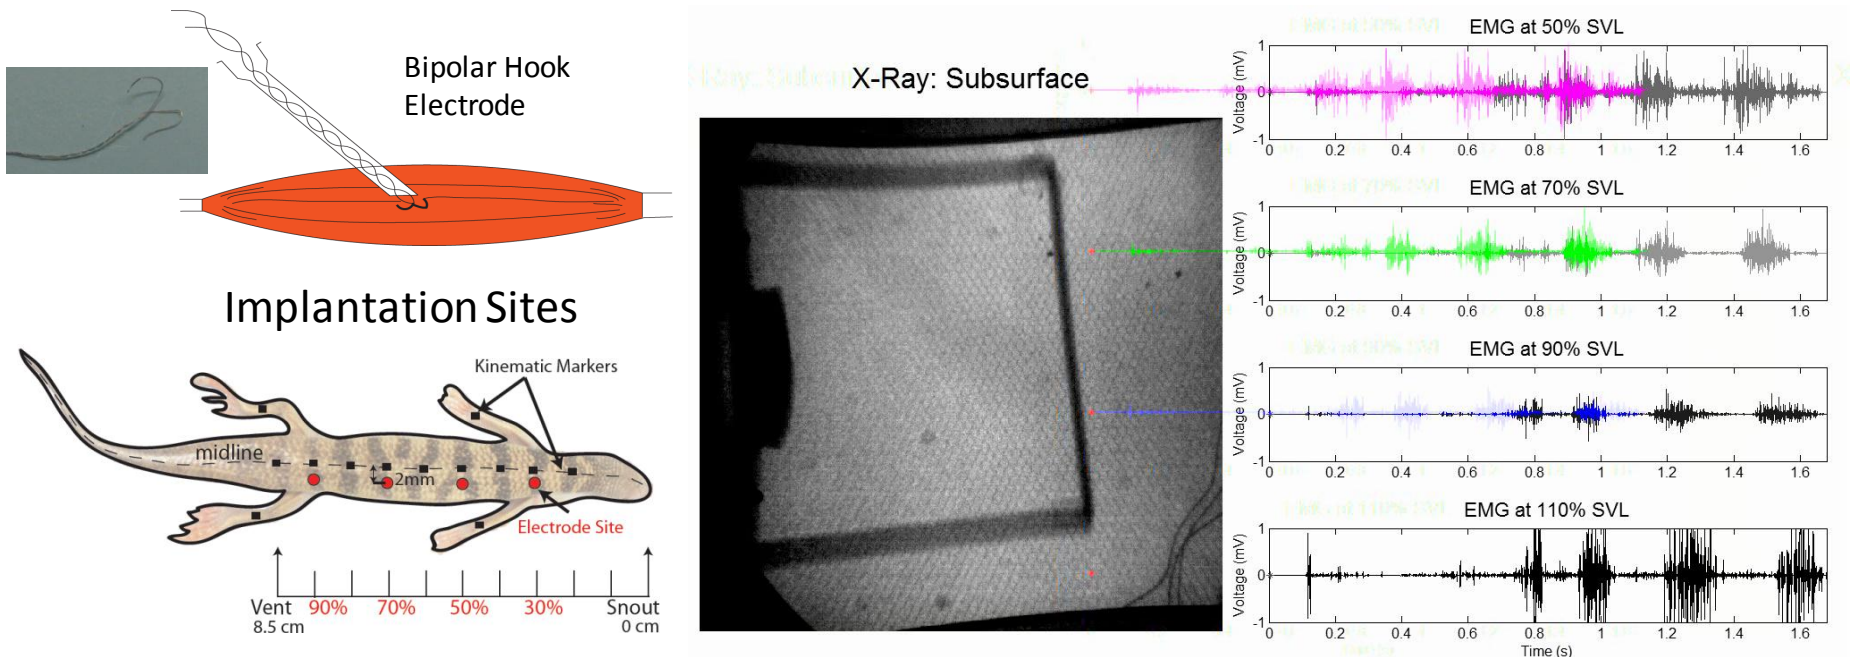 Bipolar Hook
Electrode
Implantation Sites
Kinematic Markers
midline
2mm
Electrode Site
Vent 90% 70% 50% 30% Snout
8.5 cm 0 cm
X-Ray: Subsurface
EMG at 50% SVL
Voltage (mV)
1
0
-1
0 0.2 0.4 0.6 0.8 1 1.2 1.4 1.6
EMG at 70% SVL
Voltage (mV)
1
0
-1
0 0.2 0.4 0.6 0.8 1 1.2 1.4 1.6
EMG at 90% SVL
Voltage (mV)
1
0
-1
0 0.2 0.4 0.6 0.8 1 1.2 1.4 1.6
EMG at 110% SVL
Voltage (mV)
1
0
-1
0 0.2 0.4 0.6 0.8 1 1.2 1.4 1.6
Time (s)